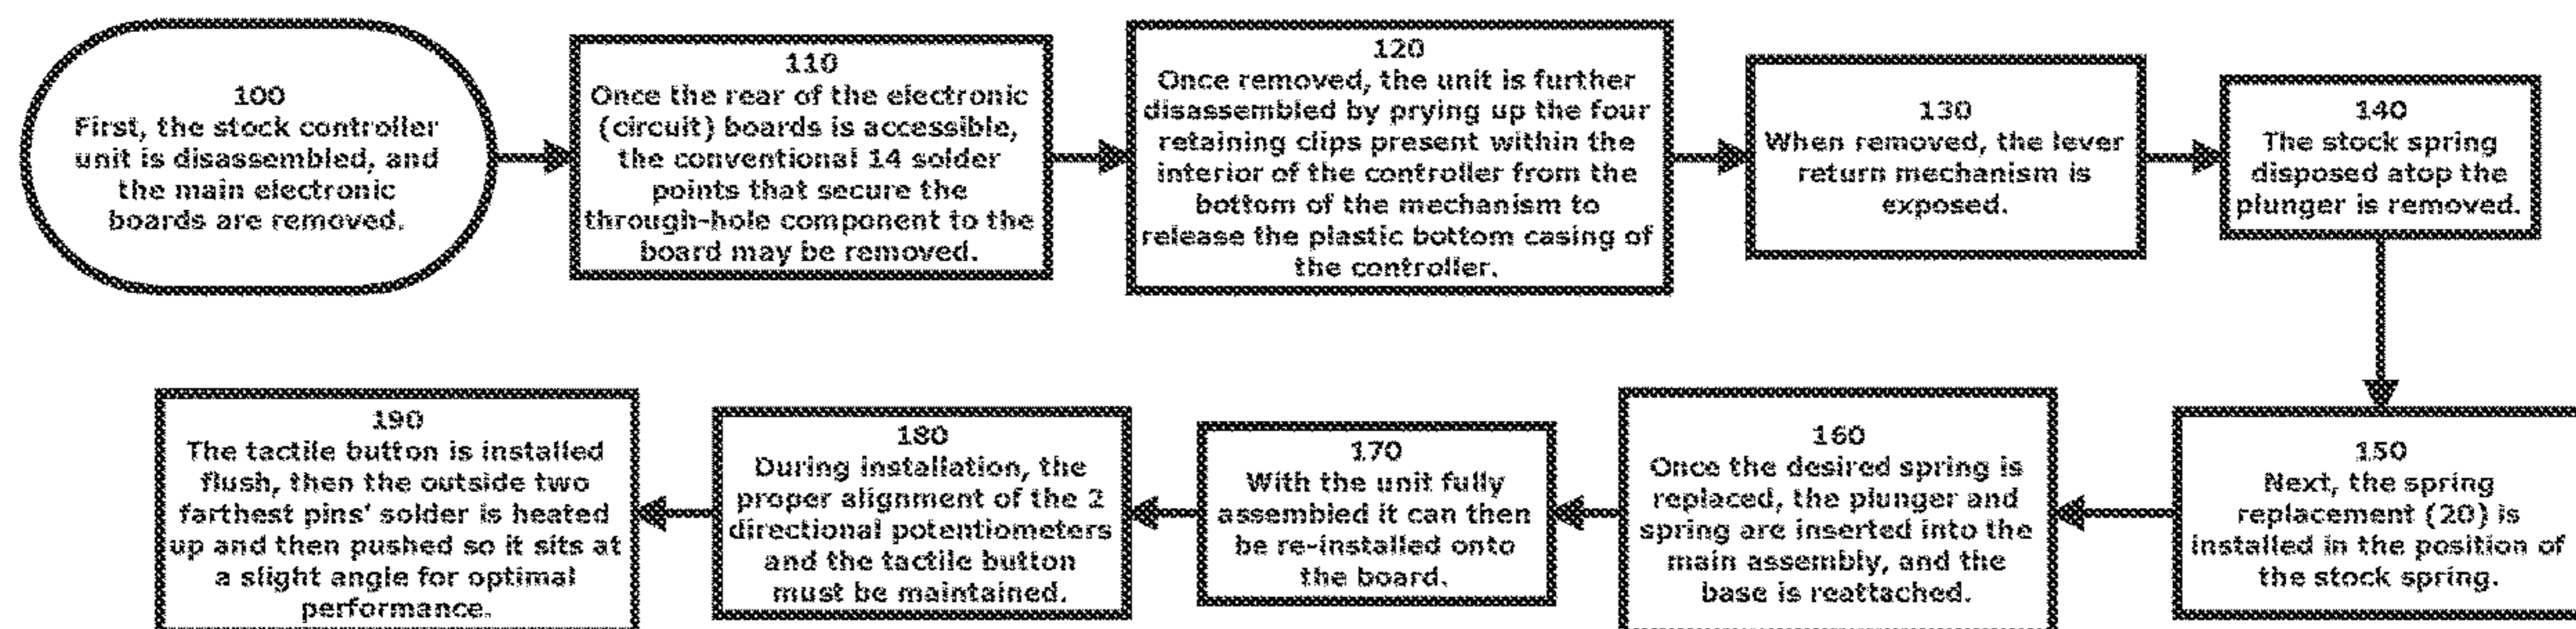 100
First, the stock controller
unit is disassembled, and
the main electronic
boards are removed.
110
Once the rear of the electronic
(circuit) boards is accessible,
the conventional 14 solder
points that secure the
through-hole component to the
board may be removed.
120
Once removed, the unit is further
disassembled by prying up the four
retaining clips present within the
interior of the controller from the
bottom of the mechanism to
release the plastic bottom casing of
the controller.
130
When removed, the lever
return mechanism is
exposed.
140
The stock spring
disposed atop the
plunger is removed.
150
Next, the spring
replacement (20) is
installed in the position of
the stock spring.
160
Once the desired spring is
replaced, the plunger and
spring are inserted into the
main assembly, and the
base is reattached.
170
With the unit fully
assembled it can then
be re-installed onto
the board.
180
During installation, the
proper alignment of the 2
directional potentiometers
and the tactile button
must be maintained.
190
The tactile button is installed
flush, then the outside two
farthest pins' solder is heated
up and then pushed so it sits at
a slight angle for optimal
performance.